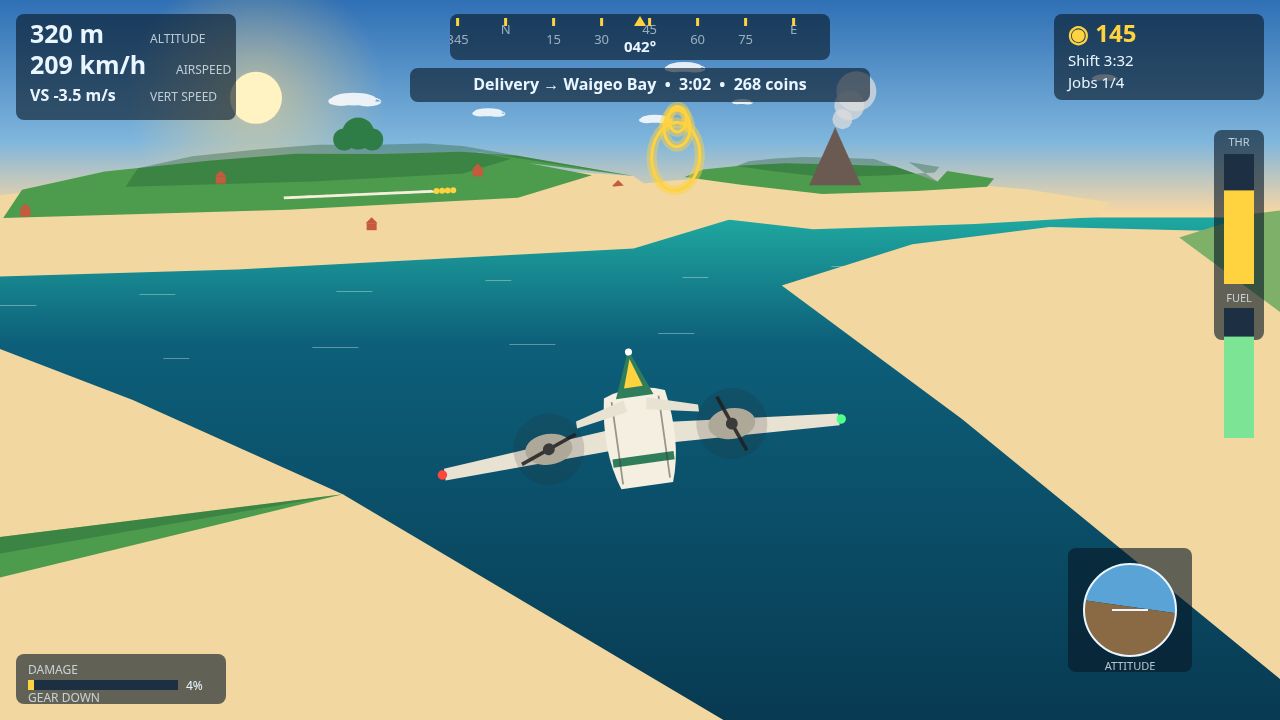 320 m ALTITUDE
209 km/h AIRSPEED
VS -3.5 m/s VERT SPEED
345 N 15 30 45 60 75 E
042°
Delivery → Waigeo Bay • 3:02 • 268 coins
◉ 145
Shift 3:32
Jobs 1/4
THR
FUEL
DAMAGE
4%
GEAR DOWN
ATTITUDE